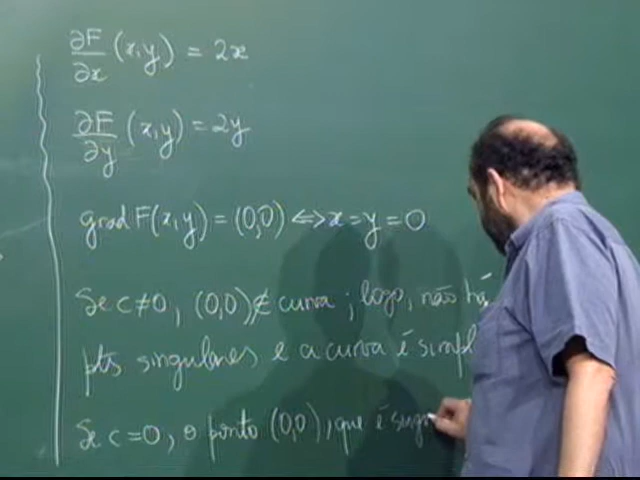 ∂F/∂x (x,y) = 2x
∂F/∂y (x,y) = 2y
grad F(x,y) = (0,0) ⇔ x = y = 0
Se c ≠ 0, (0,0) ∉ curva ; logo, não há
pts singulares e a curva é simpl
Se c = 0, o ponto (0,0), que é